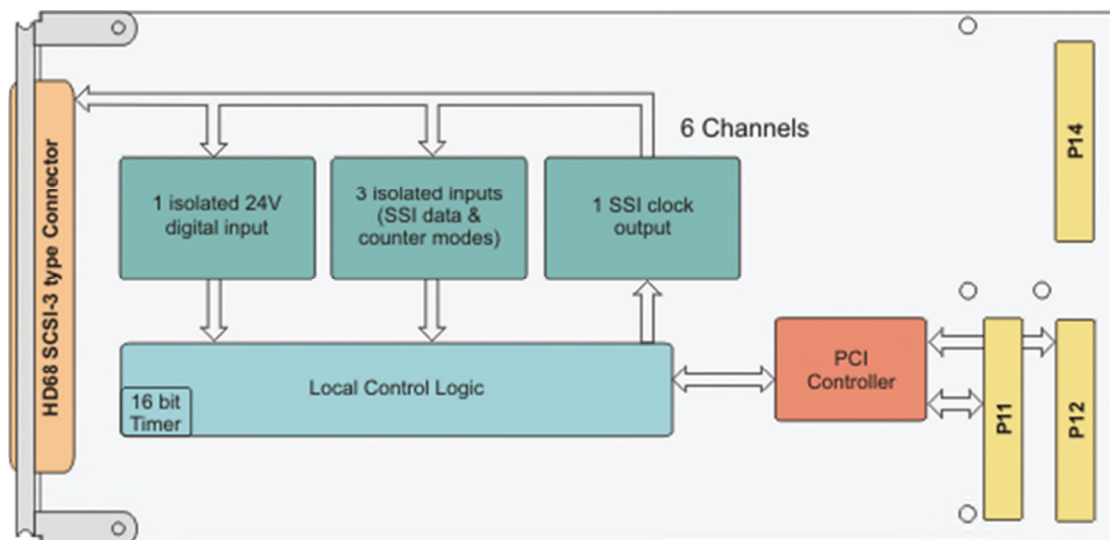 HD68 SCSI-3 type Connector
6 Channels
P14
1 isolated 24V
digital input
3 isolated inputs
(SSI data &
counter modes)
1 SSI clock
output
Local Control Logic
16 bit
Timer
PCI
Controller
P11
P12